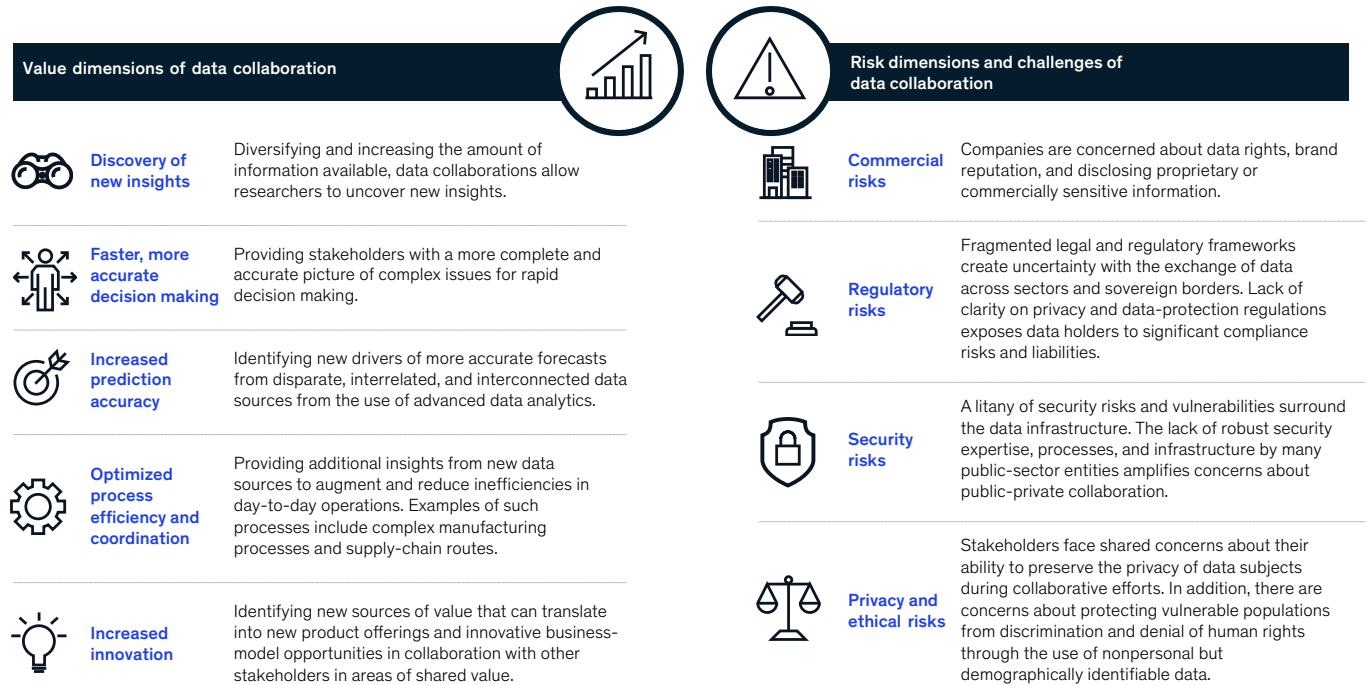 Value dimensions of data collaboration
Discovery of
new insights
Diversifying and increasing the amount of
information available, data collaborations allow
researchers to uncover new insights.
Faster, more
accurate
decision making
Providing stakeholders with a more complete and
accurate picture of complex issues for rapid
decision making.
Increased
prediction
accuracy
Identifying new drivers of more accurate forecasts
from disparate, interrelated, and interconnected data
sources from the use of advanced data analytics.
Optimized
process
efficiency and
coordination
Providing additional insights from new data
sources to augment and reduce inefficiencies in
day-to-day operations. Examples of such
processes include complex manufacturing
processes and supply-chain routes.
Increased
innovation
Identifying new sources of value that can translate
into new product offerings and innovative business-
model opportunities in collaboration with other
stakeholders in areas of shared value.
Risk dimensions and challenges of
data collaboration
Commercial
risks
Companies are concerned about data rights, brand
reputation, and disclosing proprietary or
commercially sensitive information.
Regulatory
risks
Fragmented legal and regulatory frameworks
create uncertainty with the exchange of data
across sectors and sovereign borders. Lack of
clarity on privacy and data-protection regulations
exposes data holders to significant compliance
risks and liabilities.
Security
risks
A litany of security risks and vulnerabilities surround
the data infrastructure. The lack of robust security
expertise, processes, and infrastructure by many
public-sector entities amplifies concerns about
public-private collaboration.
Privacy and
ethical risks
Stakeholders face shared concerns about their
ability to preserve the privacy of data subjects
during collaborative efforts. In addition, there are
concerns about protecting vulnerable populations
from discrimination and denial of human rights
through the use of nonpersonal but
demographically identifiable data.